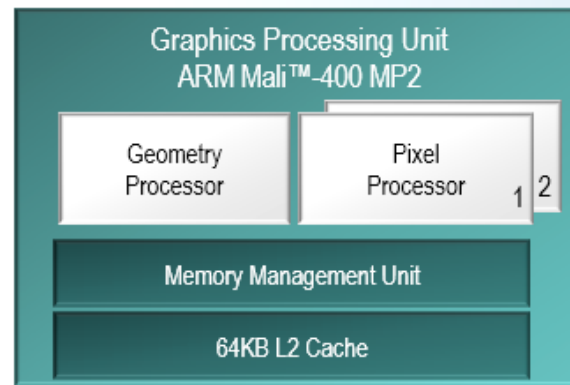 Graphics Processing Unit
ARM Mali™-400 MP2
Geometry
Processor
Pixel
Processor
1
2
Memory Management Unit
64KB L2 Cache